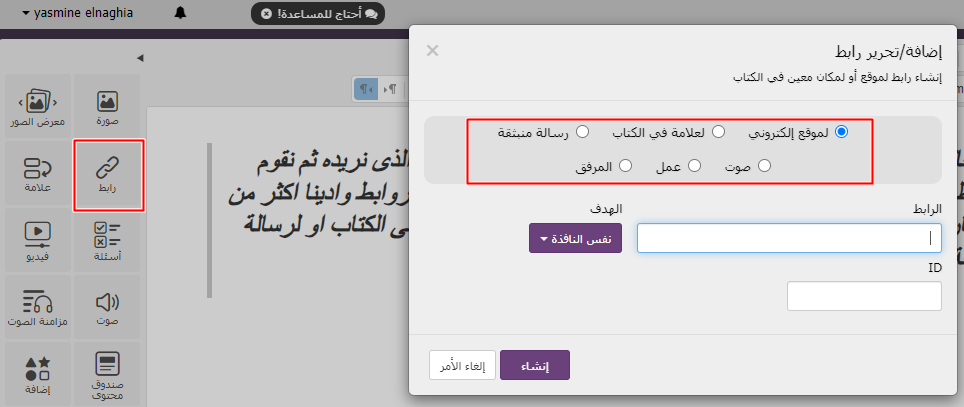 yasmine elnaghia
أحتاج للمساعدة!
إضافة/تحرير رابط
إنشاء رابط لموقع أو لمكان معين في الكتاب
لموقع إلكتروني لعلامة في الكتاب رسالة منبثقة
صوت عمل المرفق
الرابط الهدف
نفس النافذة
ID
إنشاء إلغاء الأمر
صورة معرض الصور
رابط علامة
أسئلة فيديو
صوت مزامنة الصوت
صندوق محتوى إضافة
الذى نريده ثم نقوم
روابط وادينا اكثر من
الكتاب او لرسالة